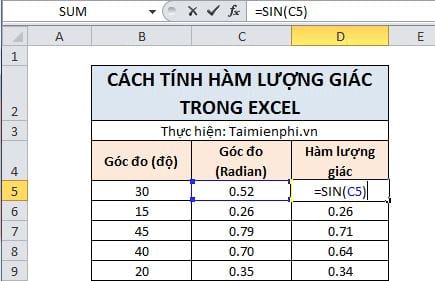 SUM fx =SIN(C5)
A B C D E
1
CÁCH TÍNH HÀM LƯỢNG GIÁC
2 TRONG EXCEL
3 Thực hiện: Taimienphi.vn
4 Góc đo (độ) Góc đo (Radian) Hàm lượng giác
5 30 0.52 =SIN(C5)
6 15 0.26 0.26
7 45 0.79 0.71
8 40 0.70 0.64
9 20 0.35 0.34